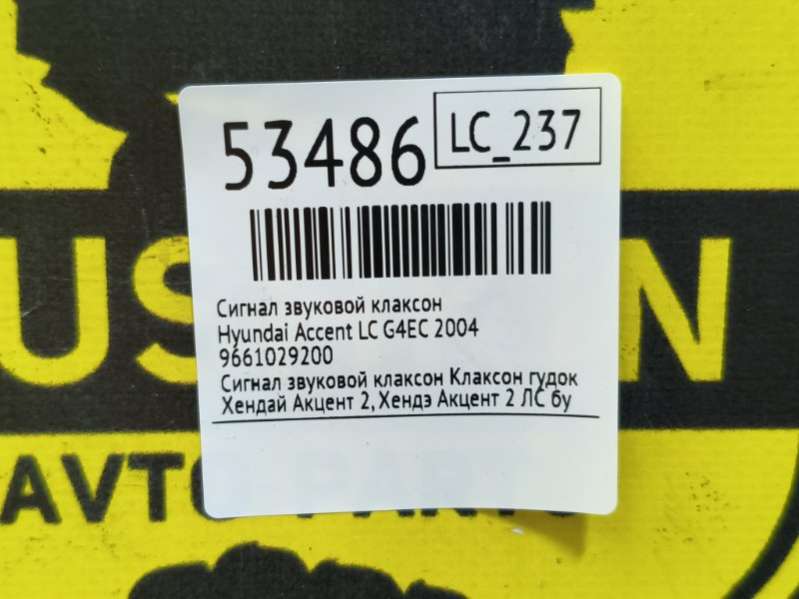 53486
LC_237
Сигнал звуковой клаксон
Hyundai Accent LC G4EC 2004
9661029200
Сигнал звуковой клаксон Клаксон гудок
Хендай Акцент 2, Хендэ Акцент 2 ЛС бу